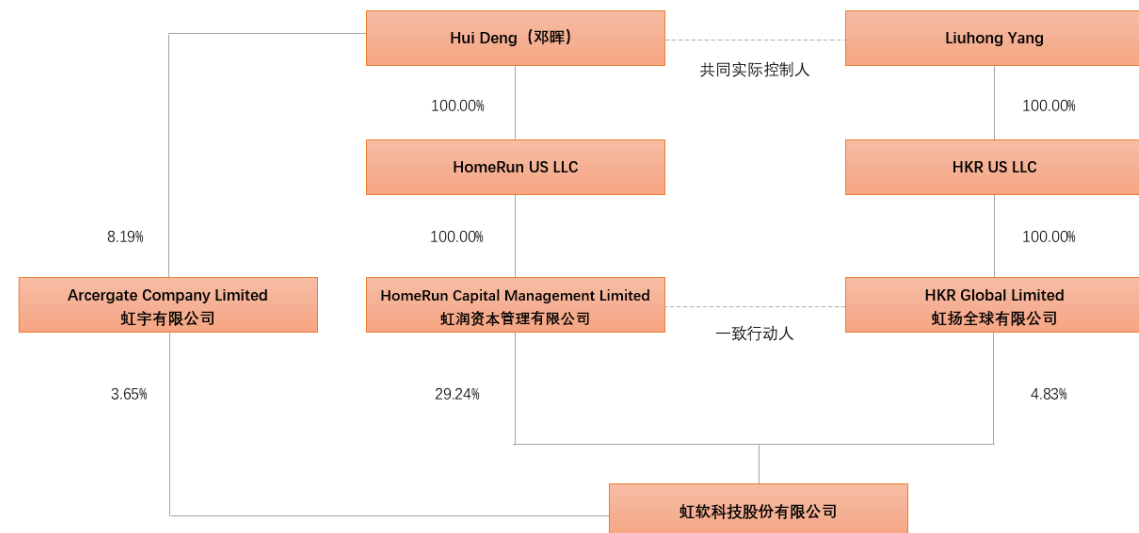 Hui Deng（邓晖）
Liuhong Yang
共同实际控制人
100.00%
100.00%
HomeRun US LLC
HKR US LLC
8.19%
100.00%
100.00%
Arcergate Company Limited
虹宇有限公司
HomeRun Capital Management Limited
虹润资本管理有限公司
HKR Global Limited
虹扬全球有限公司
一致行动人
3.65%
29.24%
4.83%
虹软科技股份有限公司